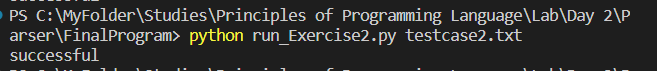 PS C:\MyFolder\Studies\Principles of Programming Language\Lab\Day 2\P
arser\FinalProgram> python run_Exercise2.py testcase2.txt
successful